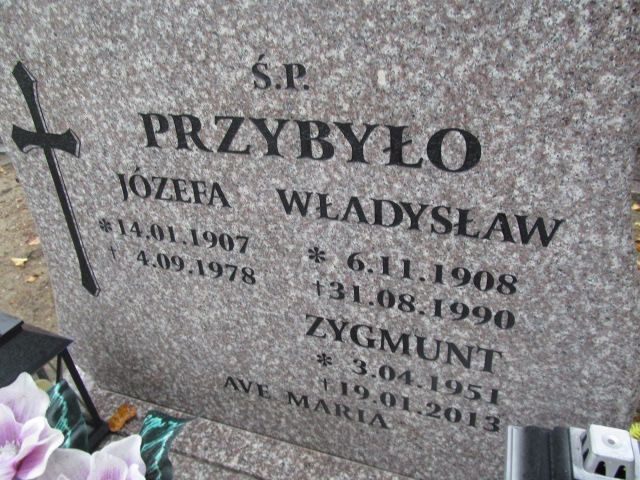 Ś.P.
PRZYBYŁO
JÓZEFA
*14.01.1907
† 4.09.1978
WŁADYSŁAW
* 6.11.1908
†31.08.1990
ZYGMUNT
* 3.04.1951
†19.01.2013
AVE MARIA